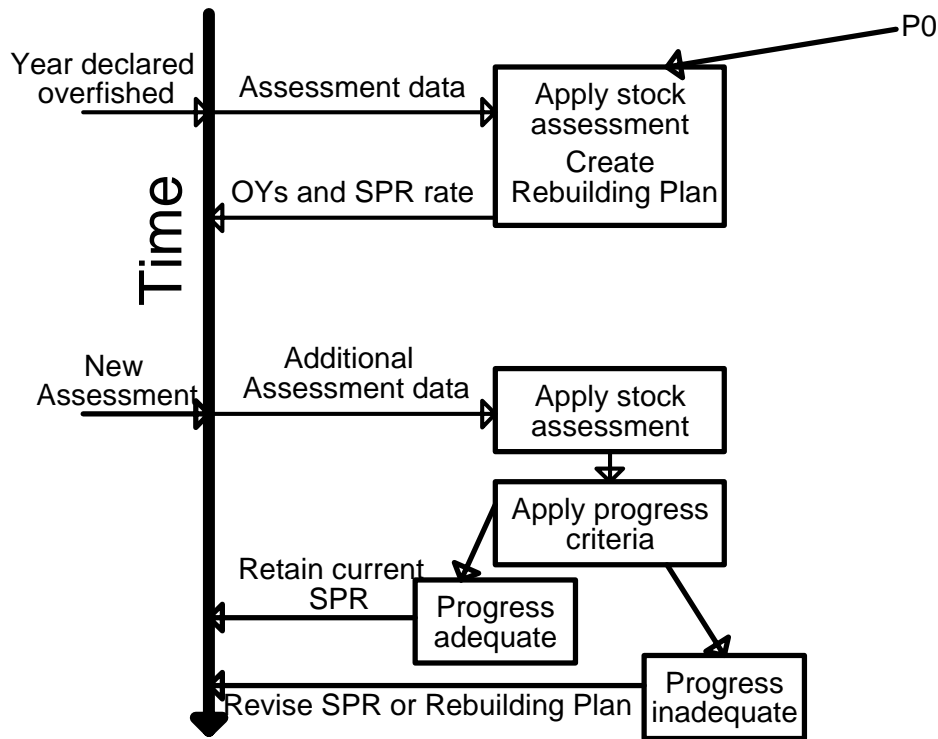 P0
Year declared
overfished
Assessment data
Apply stock
assessment
Create
Rebuilding Plan
OYs and SPR rate
Time
New
Assessment
Additional
Assessment data
Apply stock
assessment
Apply progress
criteria
Retain current
SPR
Progress
adequate
Revise SPR or Rebuilding Plan
Progress
inadequate